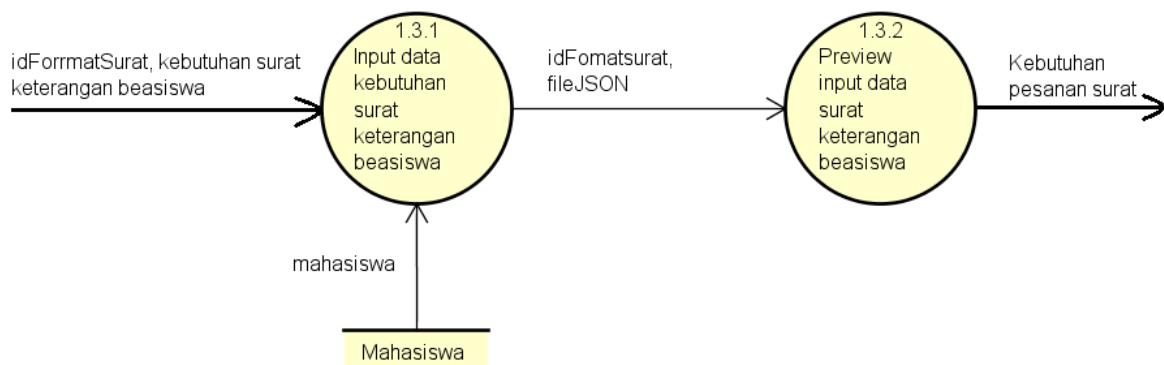 idForrmatSurat, kebutuhan surat
keterangan beasiswa
1.3.1
Input data
kebutuhan
surat
keterangan
beasiswa
idFomatsurat,
fileJSON
1.3.2
Preview
input data
surat
keterangan
beasiswa
Kebutuhan
pesanan surat
mahasiswa
Mahasiswa